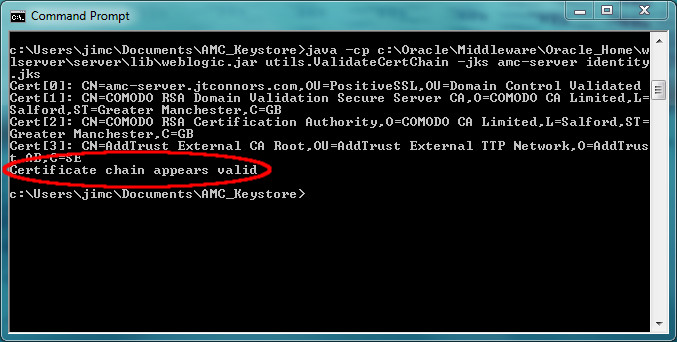 Command Prompt
c:\Users\jimc\Documents\AMC_Keystore>java -cp c:\Oracle\Middleware\Oracle_Home\w
lserver\server\lib\weblogic.jar utils.ValidateCertChain -jks amc-server identity
.jks
Cert[0]: CN=amc-server.jtconnors.com,OU=PositiveSSL,OU=Domain Control Validated
Cert[1]: CN=COMODO RSA Domain Validation Secure Server CA,O=COMODO CA Limited,L=
Salford,ST=Greater Manchester,C=GB
Cert[2]: CN=COMODO RSA Certification Authority,O=COMODO CA Limited,L=Salford,ST=
Greater Manchester,C=GB
Cert[3]: CN=AddTrust External CA Root,OU=AddTrust External TTP Network,O=AddTrus
t AB,C=SE
Certificate chain appears valid
c:\Users\jimc\Documents\AMC_Keystore>